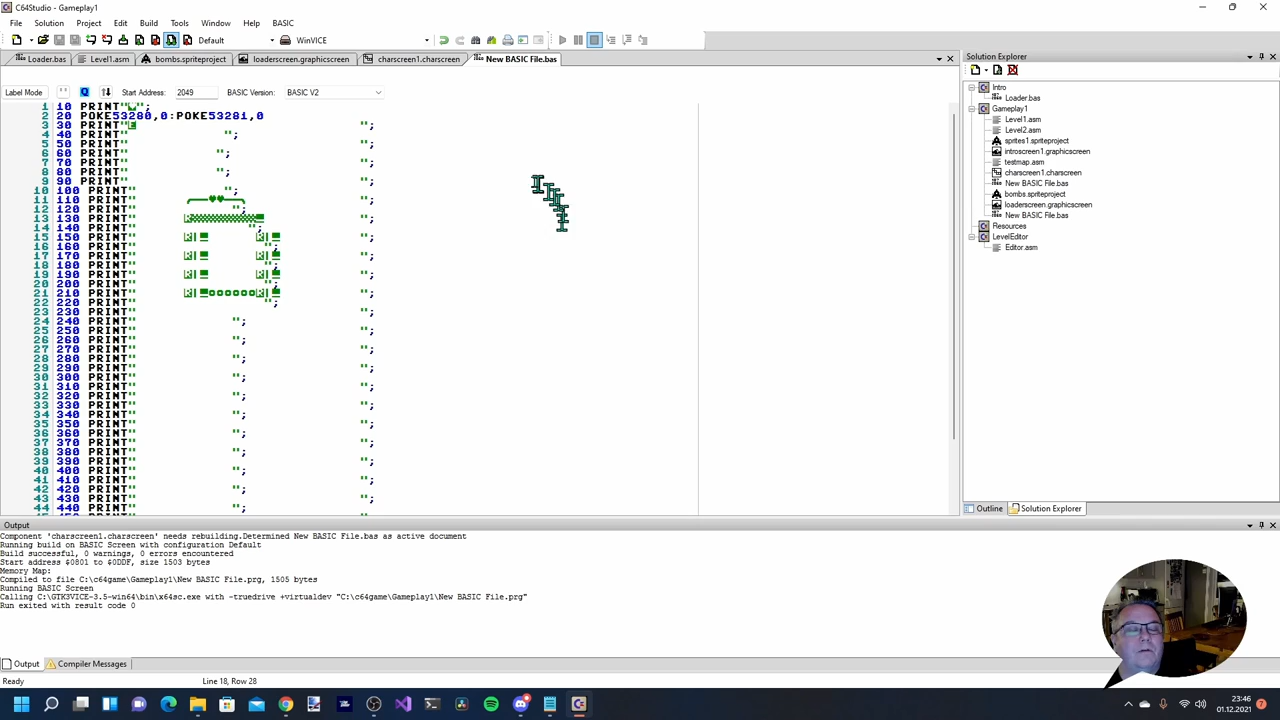 C64Studio - Gameplay1
File Solution Project Edit Build Tools Window Help BASIC
Default WinVICE
Loader.bas Level1.asm bombs.spriteproject loaderscreen.graphicscreen charscreen1.charscreen New BASIC File.bas
Label Mode Start Address: 2049 BASIC Version: BASIC V2
1 10 PRINT"
2 20 POKE53280,0:POKE53281,0
3 30 PRINT" ";
4 40 PRINT" ";
5 50 PRINT" ";
6 60 PRINT" ";
7 70 PRINT" ";
8 80 PRINT" ";
9 90 PRINT" ";
10 100 PRINT" ";
11 110 PRINT"
12 120 PRINT" ";
13 130 PRINT"
14 140 PRINT" ";
15 150 PRINT"
16 160 PRINT" ";
17 170 PRINT"
18 180 PRINT" ";
19 190 PRINT"
20 200 PRINT" ";
21 210 PRINT"
22 220 PRINT" ";
23 230 PRINT" ";
24 240 PRINT" ";
25 250 PRINT" ";
26 260 PRINT" ";
27 270 PRINT" ";
28 280 PRINT" ";
29 290 PRINT" ";
30 300 PRINT" ";
31 310 PRINT" ";
32 320 PRINT" ";
33 330 PRINT" ";
34 340 PRINT" ";
35 350 PRINT" ";
36 360 PRINT" ";
37 370 PRINT" ";
38 380 PRINT" ";
39 390 PRINT" ";
40 400 PRINT" ";
41 410 PRINT" ";
42 420 PRINT" ";
43 430 PRINT" ";
44 440 PRINT" ";
Solution Explorer
Intro
Loader.bas
Gameplay1
Level1.asm
Level2.asm
sprites1.spriteproject
introscreen1.graphicscreen
testmap.asm
charscreen1.charscreen
New BASIC File.bas
bombs.spriteproject
loaderscreen.graphicscreen
New BASIC File.bas
Resources
LevelEditor
Editor.asm
Outline Solution Explorer
Output
Component 'charscreen1.charscreen' needs rebuilding.Determined New BASIC File.bas as active document
Running build on BASIC Screen with configuration Default
Build successful, 0 warnings, 0 errors encountered
Start address $0801 to $0DDF, size 1503 bytes
Memory Map:
Compiled to file C:\c64game\Gameplay1\New BASIC File.prg, 1505 bytes
Running BASIC Screen
Calling C:\GTK3VICE-3.5-win64\bin\x64sc.exe with -truedrive +virtualdev "C:\c64game\Gameplay1\New BASIC File.prg"
Run exited with result code 0
Output Compiler Messages
Ready Line 18, Row 28
23:46
01.12.2021